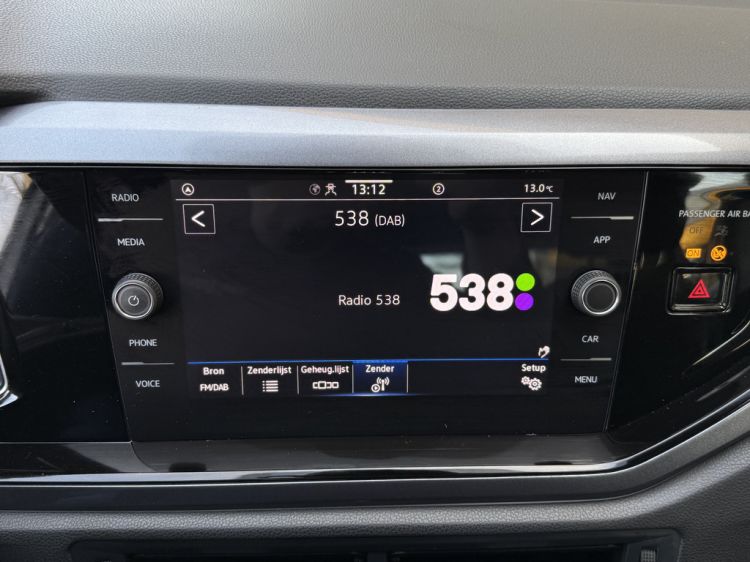 13:12
2
13.0 °C
RADIO
NAV
<
538 (DAB)
>
PASSENGER AIR BA
OFF
MEDIA
APP
ON
Radio 538
538
PHONE
CAR
VOICE
MENU
Bron
Zenderlijst
Geheug.lijst
Zender
Setup
FM/DAB